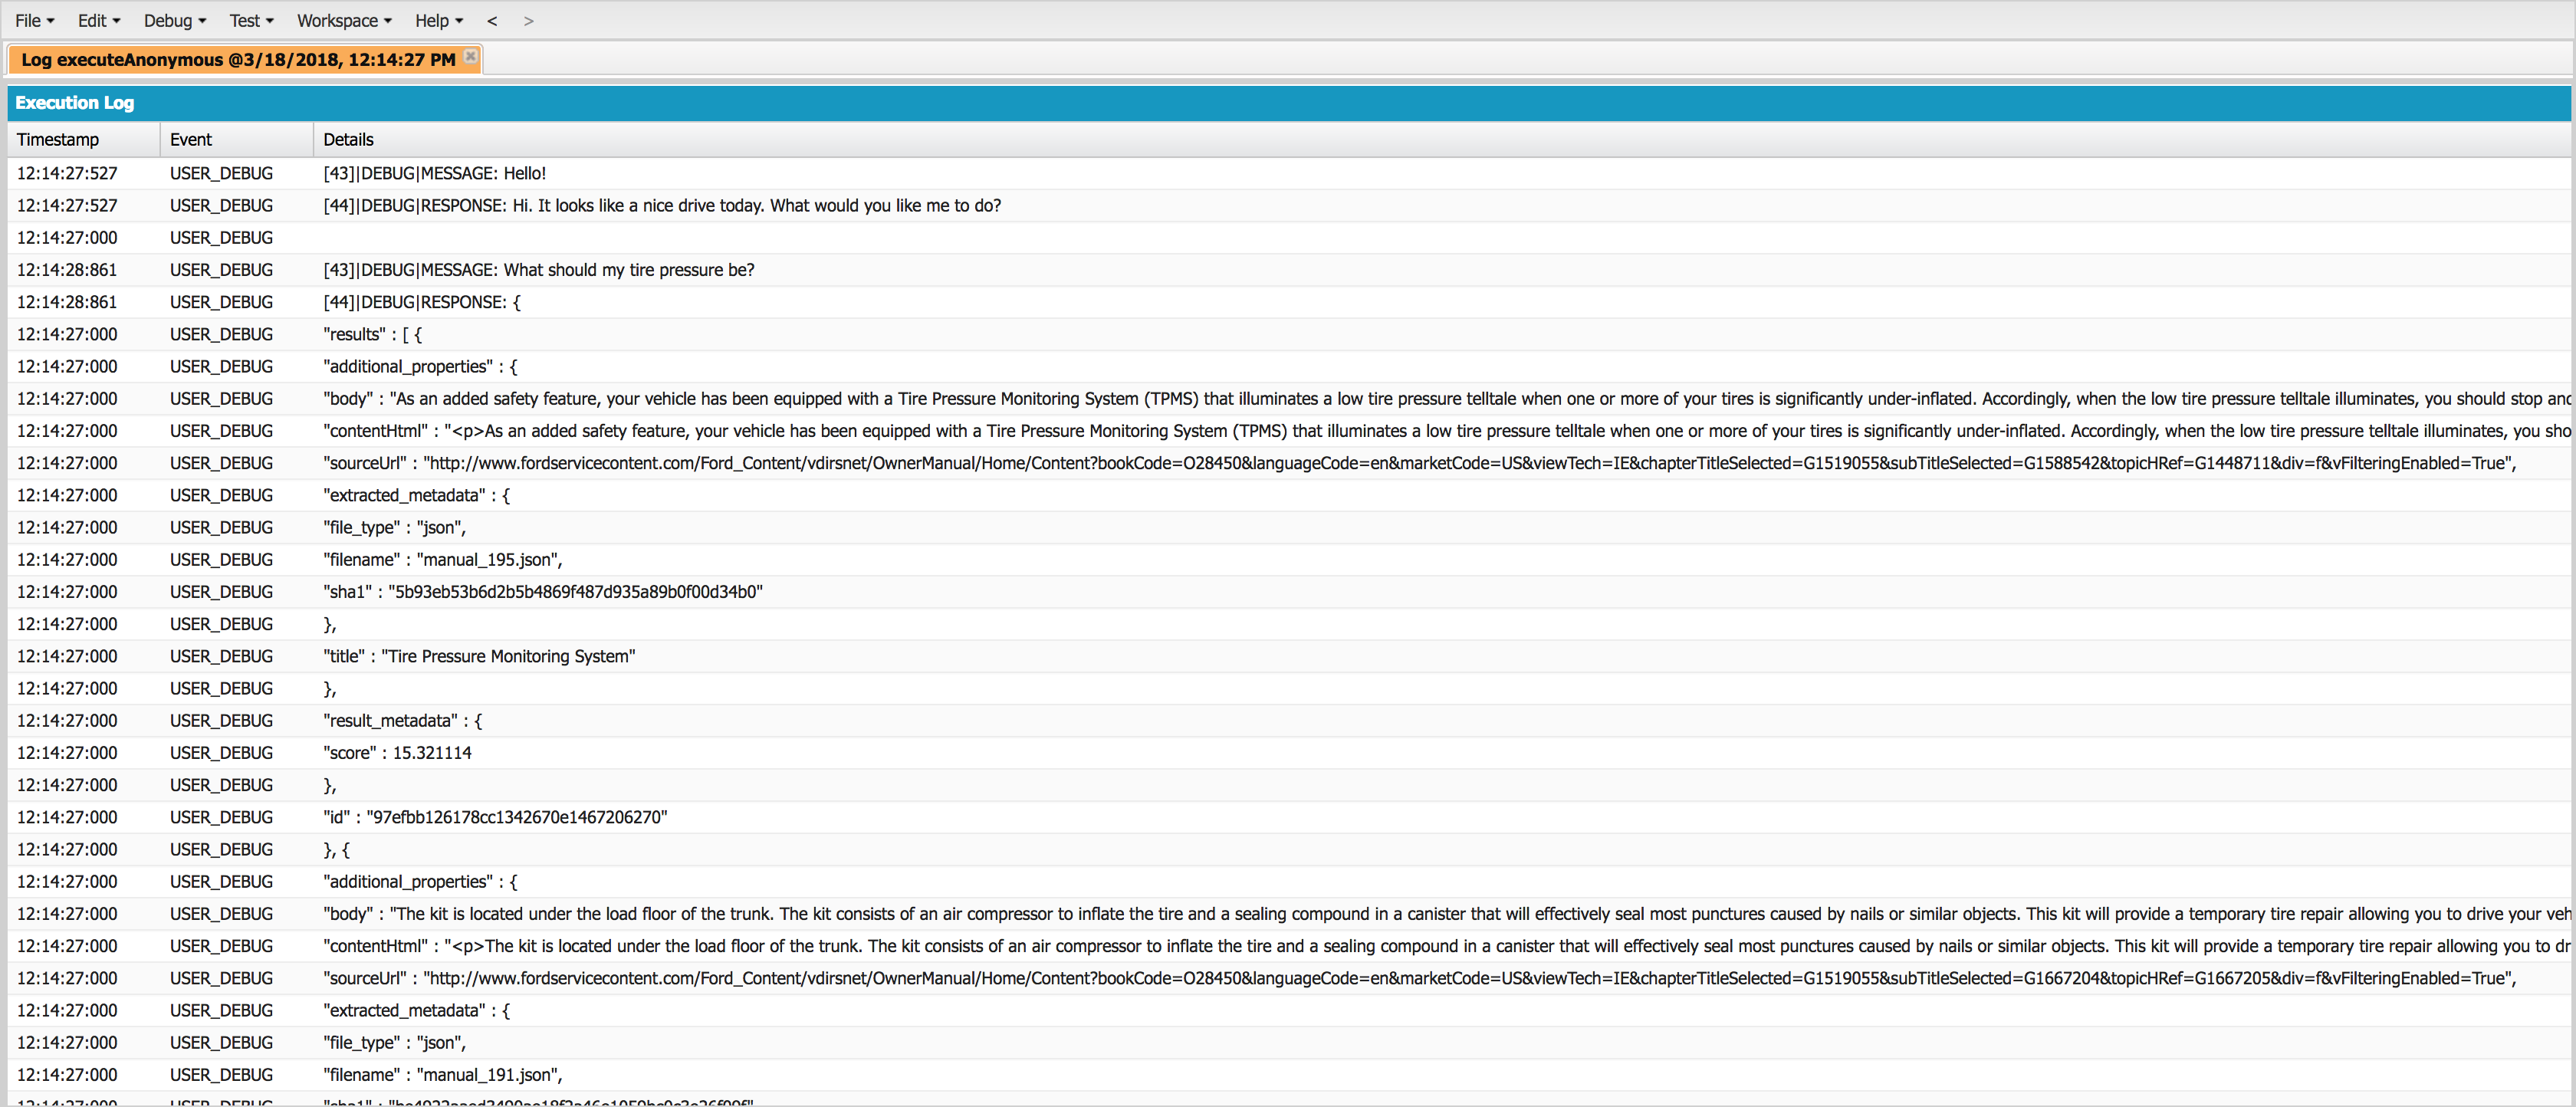 File Edit Debug Test Workspace Help < >
Log executeAnonymous @3/18/2018, 12:14:27 PM
Execution Log
Timestamp Event Details
12:14:27:527 USER_DEBUG [43]|DEBUG|MESSAGE: Hello!
12:14:27:527 USER_DEBUG [44]|DEBUG|RESPONSE: Hi. It looks like a nice drive today. What would you like me to do?
12:14:27:000 USER_DEBUG
12:14:28:861 USER_DEBUG [43]|DEBUG|MESSAGE: What should my tire pressure be?
12:14:28:861 USER_DEBUG [44]|DEBUG|RESPONSE: {
12:14:27:000 USER_DEBUG "results" : [ {
12:14:27:000 USER_DEBUG "additional_properties" : {
12:14:27:000 USER_DEBUG "body" : "As an added safety feature, your vehicle has been equipped with a Tire Pressure Monitoring System (TPMS) that illuminates a low tire pressure telltale when one or more of your tires is significantly under-inflated. Accordingly, when the low tire pressure telltale illuminates, you should stop and
12:14:27:000 USER_DEBUG "contentHtml" : "<p>As an added safety feature, your vehicle has been equipped with a Tire Pressure Monitoring System (TPMS) that illuminates a low tire pressure telltale when one or more of your tires is significantly under-inflated. Accordingly, when the low tire pressure telltale illuminates, you sho
12:14:27:000 USER_DEBUG "sourceUrl" : "http://www.fordservicecontent.com/Ford_Content/vdirsnet/OwnerManual/Home/Content?bookCode=O28450&languageCode=en&marketCode=US&viewTech=IE&chapterTitleSelected=G1519055&subTitleSelected=G1588542&topicHRef=G1448711&div=f&vFilteringEnabled=True",
12:14:27:000 USER_DEBUG "extracted_metadata" : {
12:14:27:000 USER_DEBUG "file_type" : "json",
12:14:27:000 USER_DEBUG "filename" : "manual_195.json",
12:14:27:000 USER_DEBUG "sha1" : "5b93eb53b6d2b5b4869f487d935a89b0f00d34b0"
12:14:27:000 USER_DEBUG },
12:14:27:000 USER_DEBUG "title" : "Tire Pressure Monitoring System"
12:14:27:000 USER_DEBUG },
12:14:27:000 USER_DEBUG "result_metadata" : {
12:14:27:000 USER_DEBUG "score" : 15.321114
12:14:27:000 USER_DEBUG },
12:14:27:000 USER_DEBUG "id" : "97efbb126178cc1342670e1467206270"
12:14:27:000 USER_DEBUG }, {
12:14:27:000 USER_DEBUG "additional_properties" : {
12:14:27:000 USER_DEBUG "body" : "The kit is located under the load floor of the trunk. The kit consists of an air compressor to inflate the tire and a sealing compound in a canister that will effectively seal most punctures caused by nails or similar objects. This kit will provide a temporary tire repair allowing you to drive your veh
12:14:27:000 USER_DEBUG "contentHtml" : "<p>The kit is located under the load floor of the trunk. The kit consists of an air compressor to inflate the tire and a sealing compound in a canister that will effectively seal most punctures caused by nails or similar objects. This kit will provide a temporary tire repair allowing you to dr
12:14:27:000 USER_DEBUG "sourceUrl" : "http://www.fordservicecontent.com/Ford_Content/vdirsnet/OwnerManual/Home/Content?bookCode=O28450&languageCode=en&marketCode=US&viewTech=IE&chapterTitleSelected=G1519055&subTitleSelected=G1667204&topicHRef=G1667205&div=f&vFilteringEnabled=True",
12:14:27:000 USER_DEBUG "extracted_metadata" : {
12:14:27:000 USER_DEBUG "file_type" : "json",
12:14:27:000 USER_DEBUG "filename" : "manual_191.json",
12:14:27:000 USER_DEBUG "sha1" :